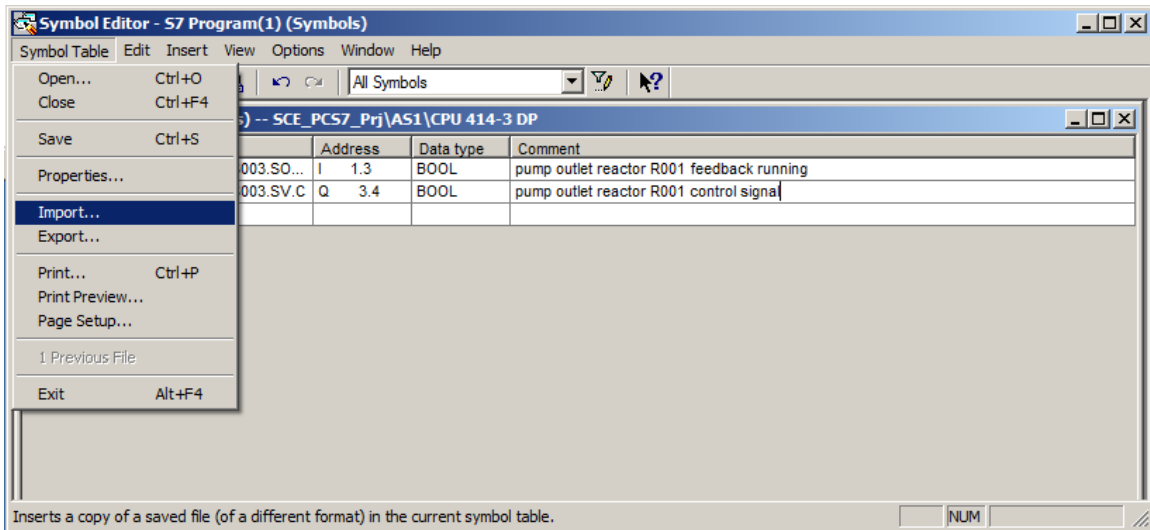 Symbol Editor - S7 Program(1) (Symbols)
Symbol Table Edit Insert View Options Window Help
Open... Ctrl+O All Symbols
Close Ctrl+F4
s) -- SCE_PCS7_Prj\AS1\CPU 414-3 DP
Save Ctrl+S
Address Data type Comment
Properties... 003.SO... I 1.3 BOOL pump outlet reactor R001 feedback running
003.SV.C Q 3.4 BOOL pump outlet reactor R001 control signal
Import...
Export...
Print... Ctrl+P
Print Preview...
Page Setup...
1 Previous File
Exit Alt+F4
Inserts a copy of a saved file (of a different format) in the current symbol table. NUM